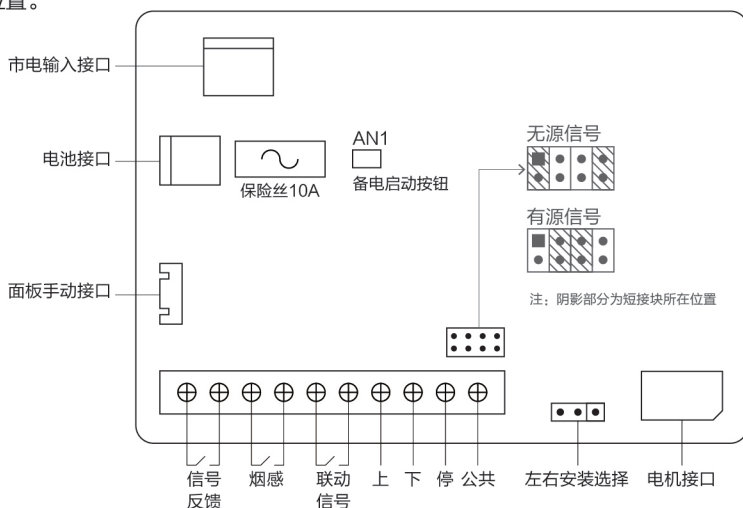 位置。
市电输入接口
电池接口
保险丝10A
AN1
备电启动按钮
无源信号
有源信号
注：阴影部分为短接块所在位置
面板手动接口
信号
反馈
烟感
联动
信号
上
下
停
公共
左右安装选择
电机接口